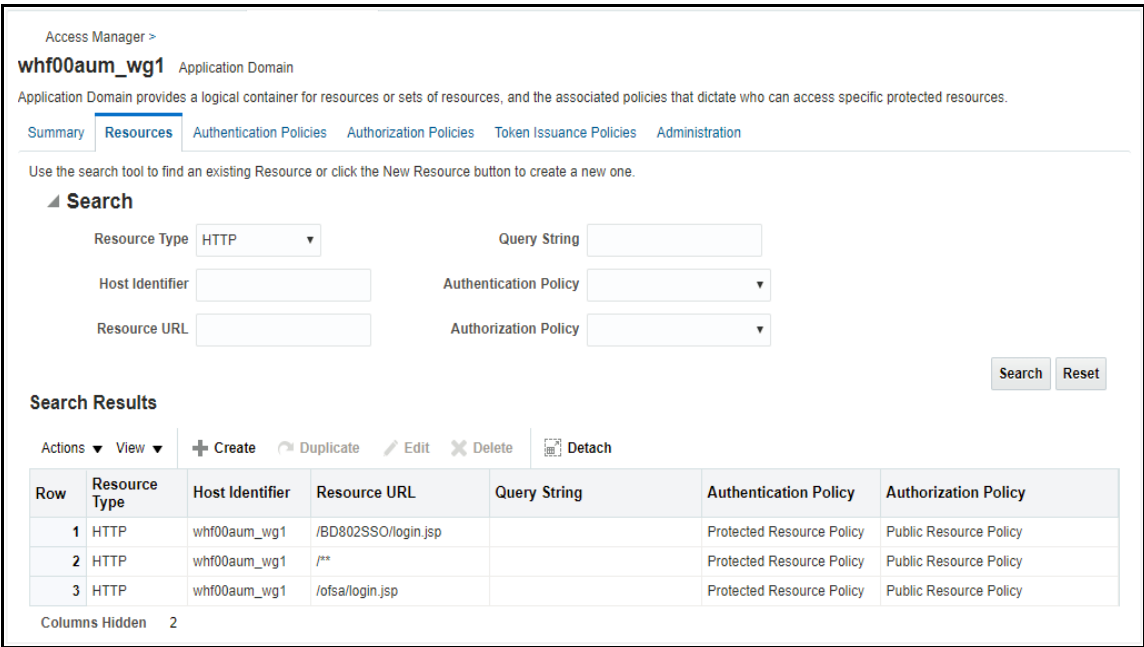 Access Manager >
whf00aum_wg1 Application Domain
Application Domain provides a logical container for resources or sets of resources, and the associated policies that dictate who can access specific protected resources.
Summary Resources Authentication Policies Authorization Policies Token Issuance Policies Administration
Use the search tool to find an existing Resource or click the New Resource button to create a new one.
Search
Resource Type HTTP Query String
Host Identifier Authentication Policy
Resource URL Authorization Policy
Search Reset
Search Results
Actions View Create Duplicate Edit Delete Detach
Row Resource Type Host Identifier Resource URL Query String Authentication Policy Authorization Policy
1 HTTP whf00aum_wg1 /BD802SSO/login.jsp Protected Resource Policy Public Resource Policy
2 HTTP whf00aum_wg1 /** Protected Resource Policy Public Resource Policy
3 HTTP whf00aum_wg1 /ofsa/login.jsp Protected Resource Policy Public Resource Policy
Columns Hidden 2